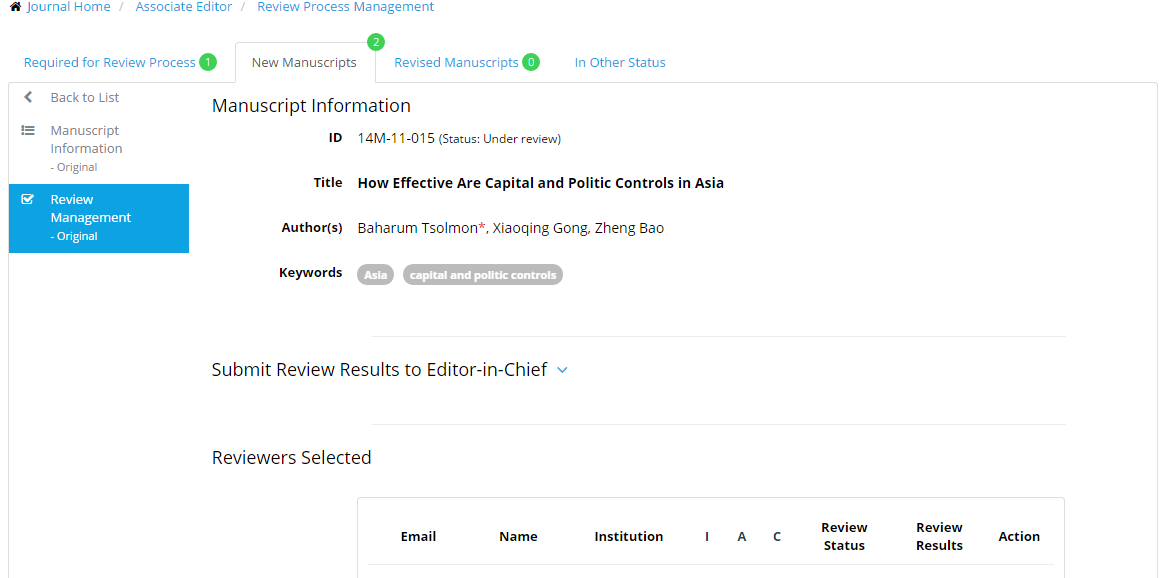 Journal Home / Associate Editor / Review Process Management
2
Required for Review Process 1 New Manuscripts Revised Manuscripts 0 In Other Status
Back to List
Manuscript Information
- Original
Review Management
- Original
Manuscript Information
ID 14M-11-015 (Status: Under review)
Title How Effective Are Capital and Politic Controls in Asia
Author(s) Baharum Tsolmon*, Xiaoqing Gong, Zheng Bao
Keywords Asia capital and politic controls
Submit Review Results to Editor-in-Chief
Reviewers Selected
Email Name Institution I A C Review Status Review Results Action